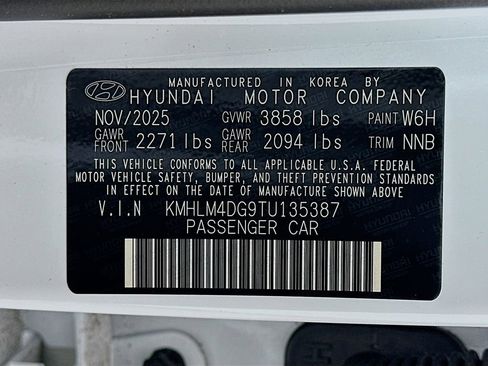 MANUFACTURED IN KOREA BY
HYUNDAI MOTOR COMPANY
NOV/2025 GVWR 3858 lbs PAINT W6H
GAWR FRONT 2271 lbs GAWR REAR 2094 lbs TRIM NNB
THIS VEHICLE CONFORMS TO ALL APPLICABLE U.S.A. FEDERAL
MOTOR VEHICLE SAFETY, BUMPER, AND THEFT PREVENTION
STANDARDS IN EFFECT ON THE DATE OF MANUFACTURE SHOWN ABOVE
V.I.N KMHLM4DG9TU135387
PASSENGER CAR